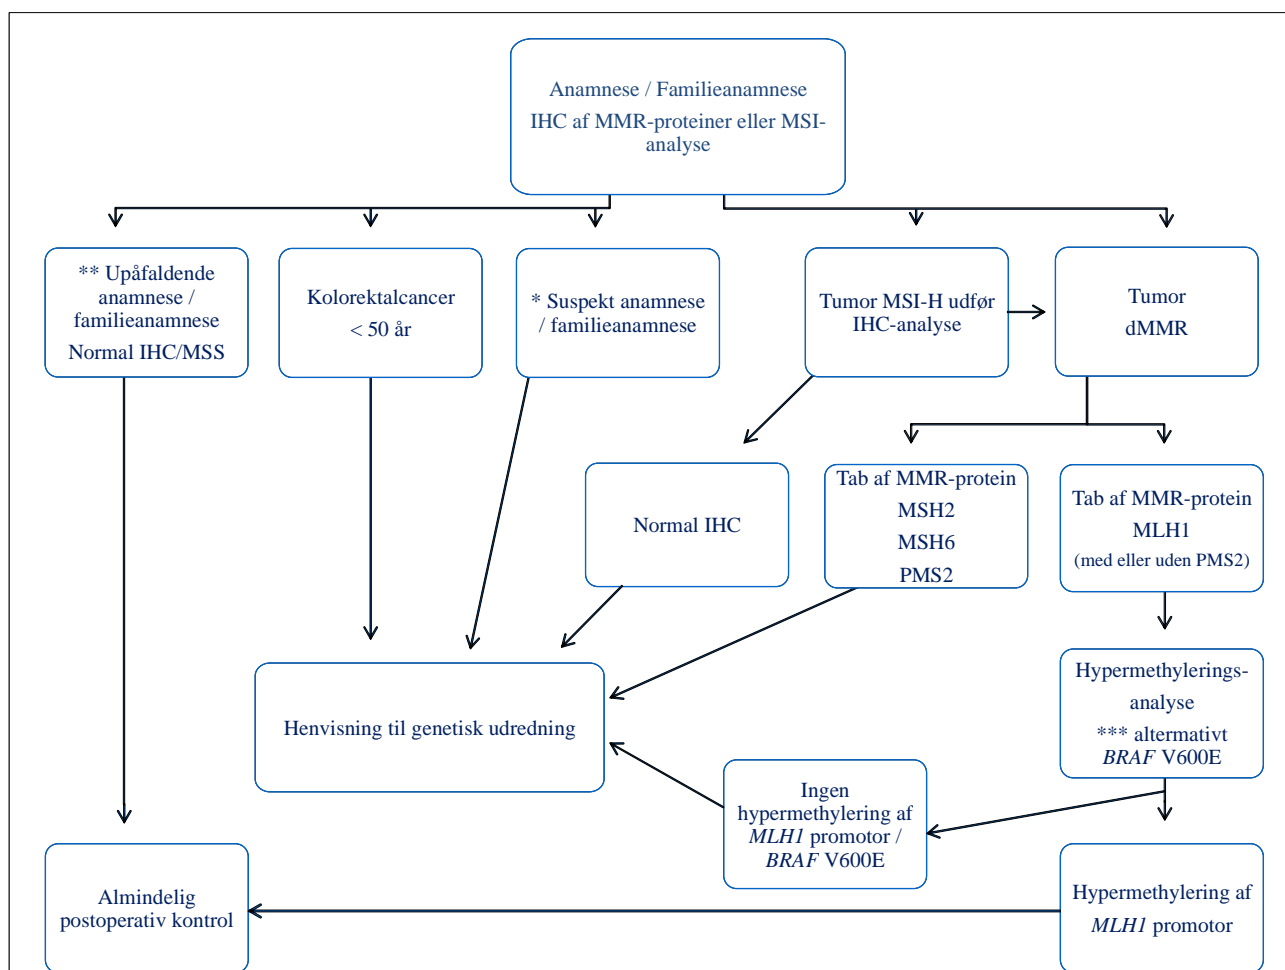 Anamnese / Familieanamnese
IHC af MMR-proteiner eller MSI-
analyse
** Upåfaldende
anamnese /
familieanamnese
Normal IHC/MSS
Kolorektalcancer
< 50 år
* Suspekt anamnese
/ familieanamnese
Tumor MSI-H udfør
IHC-analyse
Tumor
dMMR
Normal IHC
Tab af MMR-protein
MSH2
MSH6
PMS2
Tab af MMR-protein
MLH1
(med eller uden PMS2)
Henvisning til genetisk udredning
Hypermethylerings-
analyse
*** altermativt
BRAF V600E
Ingen
hypermethylering af
MLH1 promotor /
BRAF V600E
Almindelig
postoperativ kontrol
Hypermethylering af
MLH1 promotor